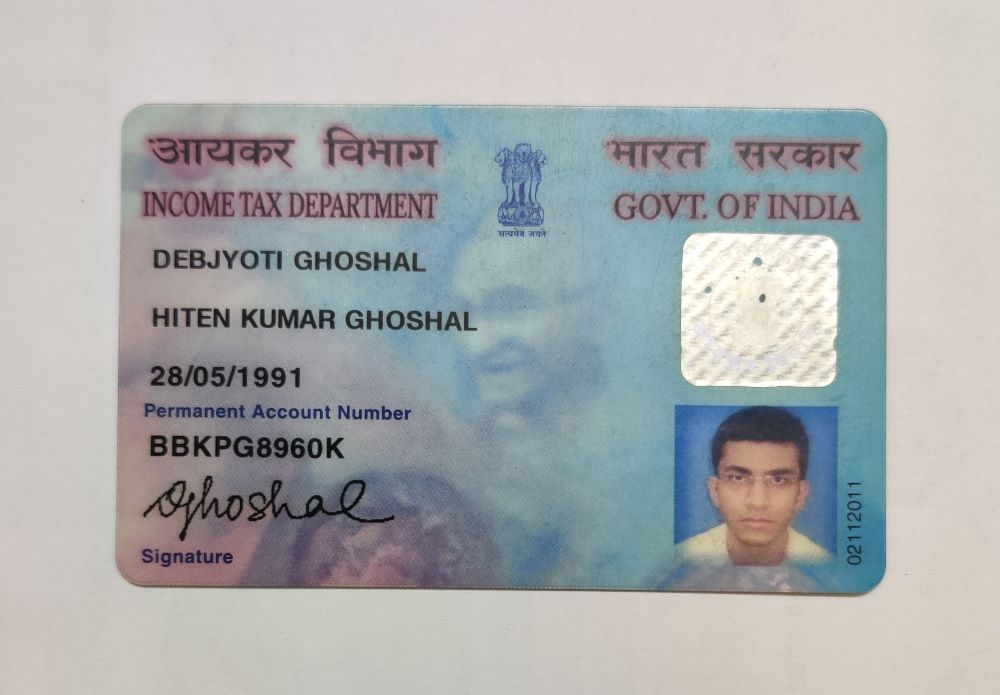 आयकर विभाग
INCOME TAX DEPARTMENT
भारत सरकार
GOVT. OF INDIA
सत्यमेव जयते
DEBJYOTI GHOSHAL
HITEN KUMAR GHOSHAL
28/05/1991
Permanent Account Number
BBKPG8960K
DGhoshal
Signature
02112011